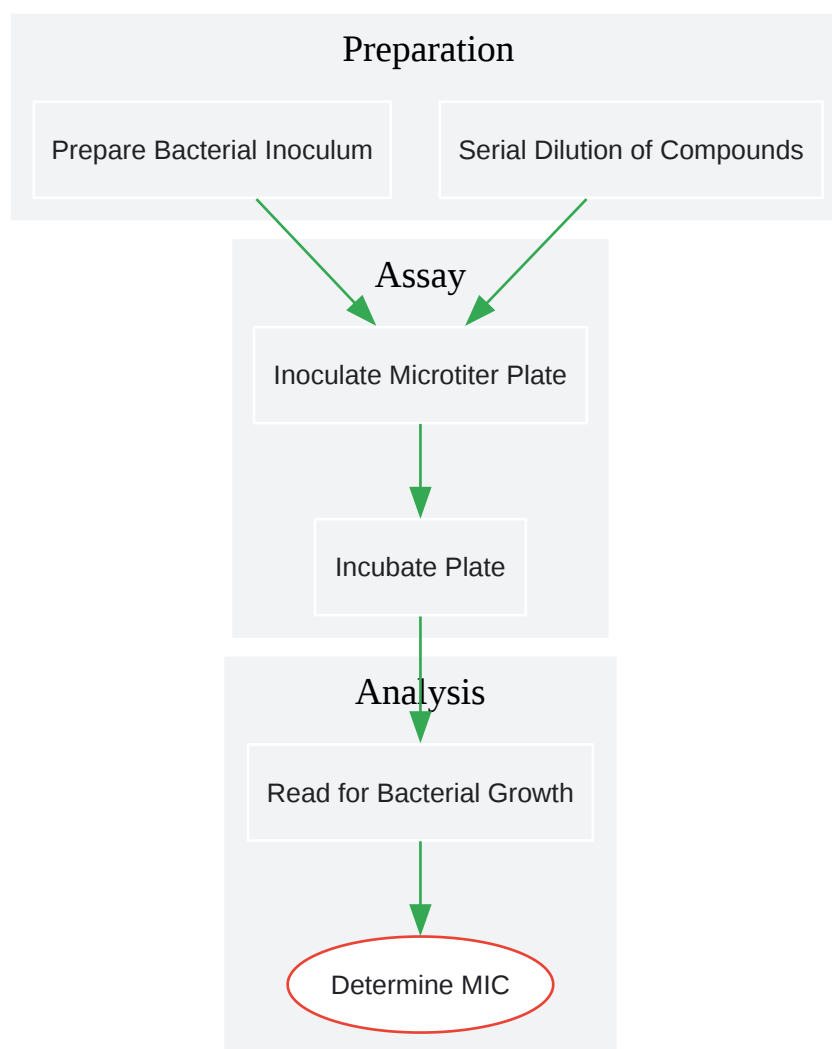 Preparation
Prepare Bacterial Inoculum
Serial Dilution of Compounds
Assay
Inoculate Microtiter Plate
Incubate Plate
Analysis
Read for Bacterial Growth
Determine MIC